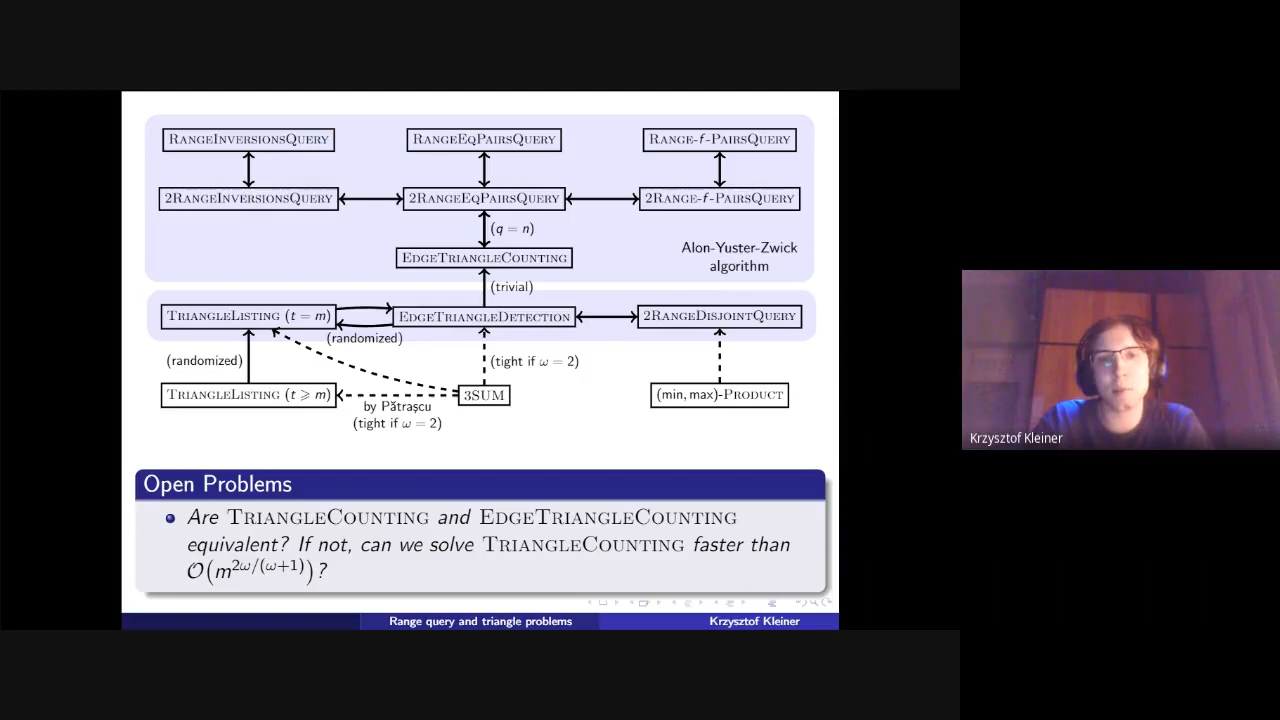 RANGEINVERSIONSQUERY RANGEEQPAIRSQUERY RANGE-f-PAIRSQUERY
2RANGEINVERSIONSQUERY 2RANGEEQPAIRSQUERY 2RANGE-f-PAIRSQUERY
(q = n)
EDGETRIANGLECOUNTING
Alon-Yuster-Zwick
algorithm
(trivial)
TRIANGLELISTING (t = m) EDGETRIANGLEDETECTION 2RANGEDISJOINTQUERY
(randomized)
(randomized)
(tight if ω = 2)
TRIANGLELISTING (t ⩾ m) 3SUM (min, max)-PRODUCT
by Pătraşcu
(tight if ω = 2)
Open Problems
Are TRIANGLECOUNTING and EDGETRIANGLECOUNTING
equivalent? If not, can we solve TRIANGLECOUNTING faster than
O(m^{2ω/(ω+1)})?
Range query and triangle problems Krzysztof Kleiner
Krzysztof Kleiner